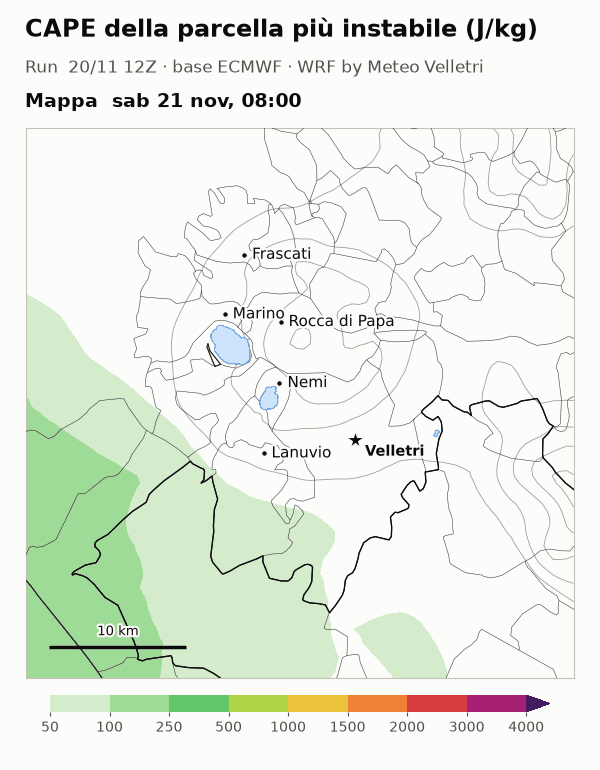 CAPE della parcella più instabile (J/kg)
Run  20/11 12Z · base ECMWF · WRF by Meteo Velletri
Mappa  sab 21 nov, 08:00
Frascati
Marino
Rocca di Papa
Nemi
Velletri
Lanuvio
10 km
50 100 250 500 1000 1500 2000 3000 4000